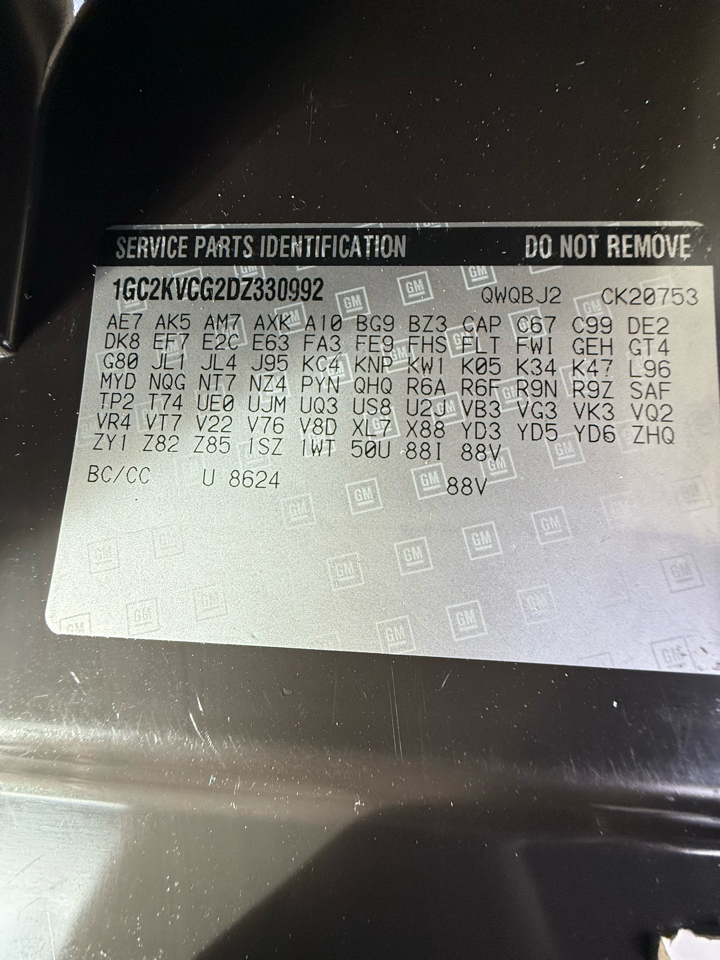 SERVICE PARTS IDENTIFICATION DO NOT REMOVE
1GC2KVCG2DZ330992 QWQBJ2 CK20753
AE7 AK5 AM7 AXK A10 BG9 BZ3 CAP C67 C99 DE2
DK8 EF7 E2C E63 FA3 FE9 FHS FLT FWI GEH GT4
G80 JL1 JL4 J95 KC4 KNP KW1 K05 K34 K47 L96
MYD NQG NT7 NZ4 PYN QHQ R6A R6F R9N R9Z SAF
TP2 T74 UE0 UJM UQ3 US8 U2J VB3 VG3 VK3 VQ2
VR4 VT7 V22 V76 V8D XL7 X88 YD3 YD5 YD6 ZHQ
ZY1 Z82 Z85 1SZ 1WT 50U 88I 88V
BC/CC U 8624 88V